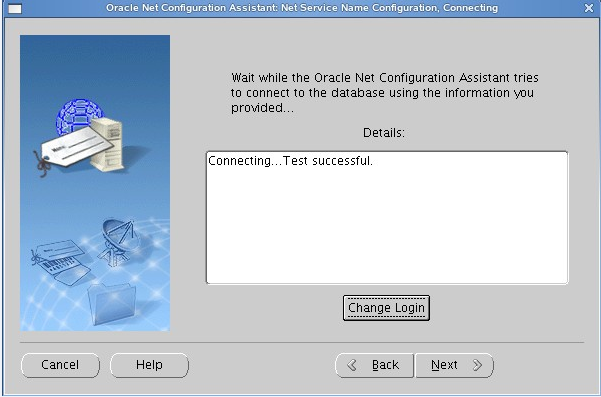 Oracle Net Configuration Assistant: Net Service Name Configuration, Connecting
Wait while the Oracle Net Configuration Assistant tries
to connect to the database using the information you
provided...
Details:
Connecting...Test successful.
Change Login
Cancel
Help
Back
Next